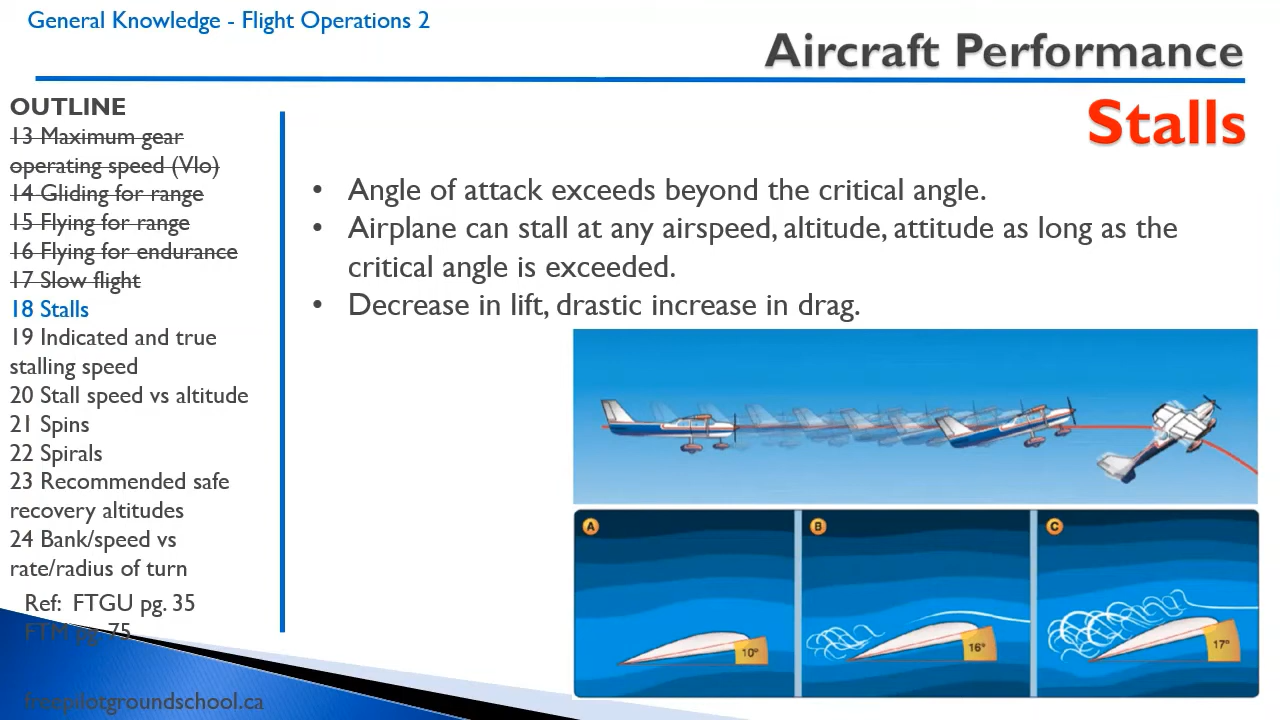 General Knowledge - Flight Operations 2
Aircraft Performance
Stalls
OUTLINE
13 Maximum gear
operating speed (Vlo)
14 Gliding for range
15 Flying for range
16 Flying for endurance
17 Slow flight
18 Stalls
19 Indicated and true
stalling speed
20 Stall speed vs altitude
21 Spins
22 Spirals
23 Recommended safe
recovery altitudes
24 Bank/speed vs
rate/radius of turn
Ref: FTGU pg. 35
FTM pg. 75
freepilotgroundschool.ca
• Angle of attack exceeds beyond the critical angle.
• Airplane can stall at any airspeed, altitude, attitude as long as the
critical angle is exceeded.
• Decrease in lift, drastic increase in drag.
A
B
C
10°
16°
17°